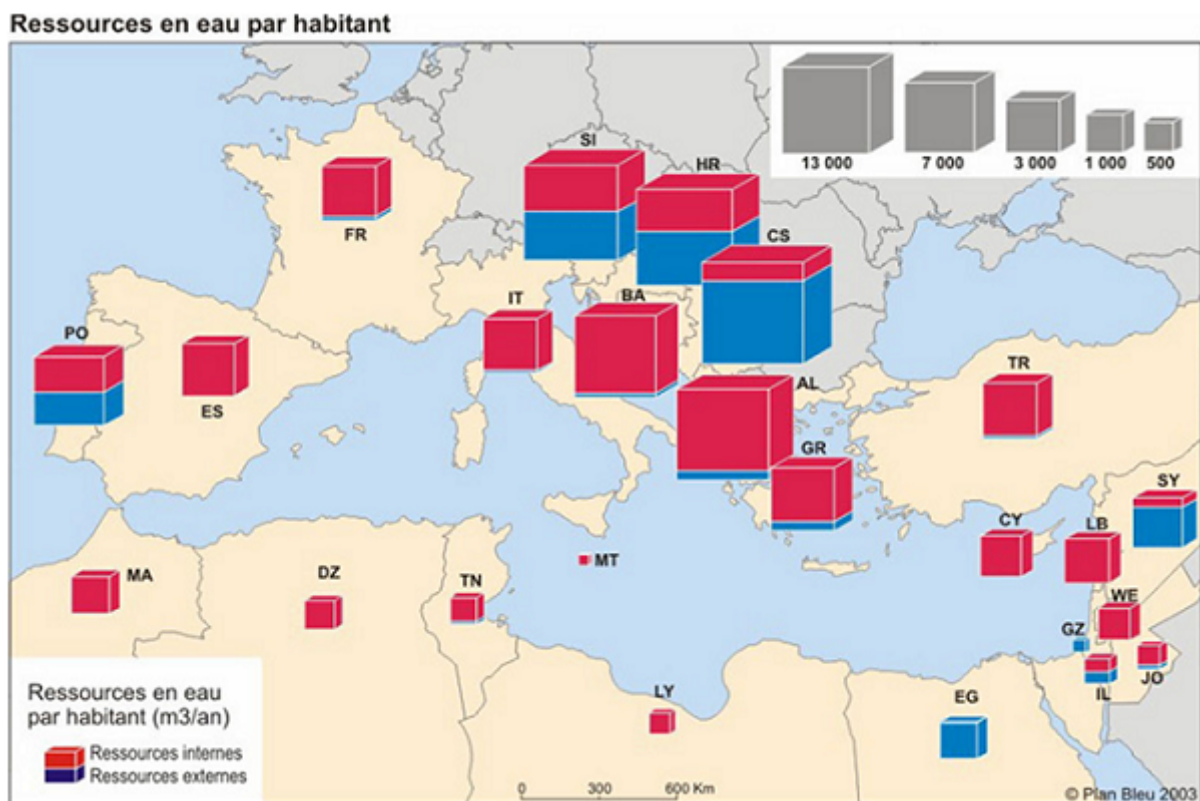 Ressources en eau par habitant
13 000 7 000 3 000 1 000 500
SI
HR
FR
CS
IT
BA
PO
ES
AL
TR
GR
SY
CY
LB
MT
MA
DZ
TN
WE
GZ
IL
JO
LY
EG
Ressources en eau
par habitant (m3/an)
Ressources internes
Ressources externes
0 300 600 Km
© Plan Bleu 2003